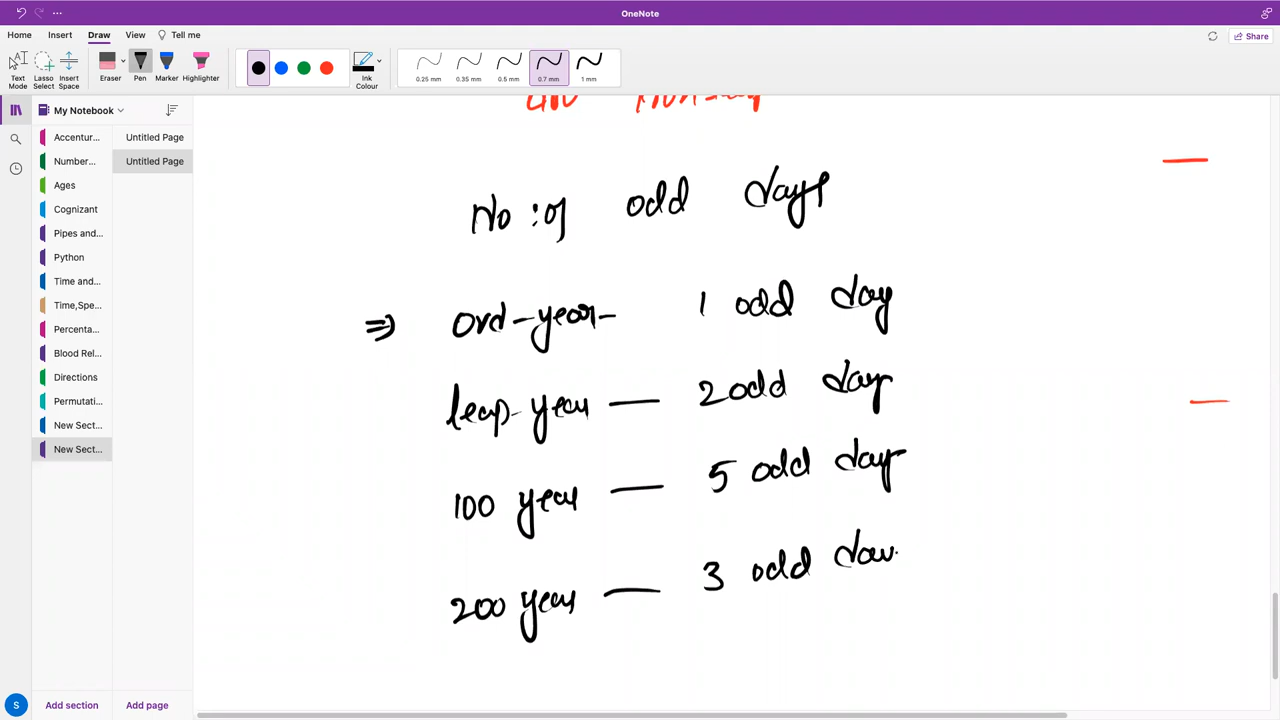 OneNote
Home Insert Draw View Tell me
Share
Text Mode
Lasso Select
Insert Space
Eraser
Pen
Marker
Highlighter
Ink Colour
0.25 mm
0.35 mm
0.5 mm
0.7 mm
1 mm
My Notebook
Accentur...
Number...
Ages
Cognizant
Pipes and...
Python
Time and...
Time,Spe...
Percenta...
Blood Rel...
Directions
Permutati...
New Sect...
New Sect...
Untitled Page
Untitled Page
No : of odd days
⇒ ord-year- 1 odd day
leap-year — 2 odd day
100 year — 5 odd day
200 year — 3 odd
S
Add section
Add page